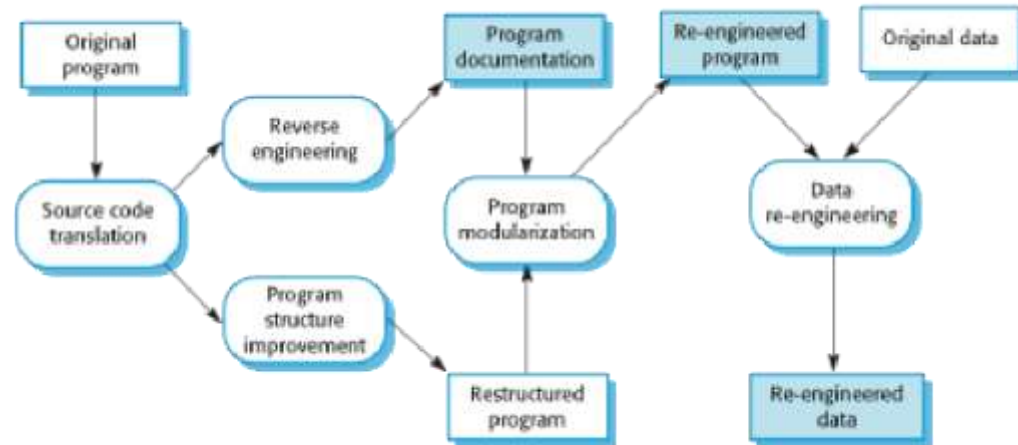 Original
program
Program
documentation
Re-engineered
program
Original data
Reverse
engineering
Source code
translation
Program
modularization
Data
re-engineering
Program
structure
improvement
Restructured
program
Re-engineered
data